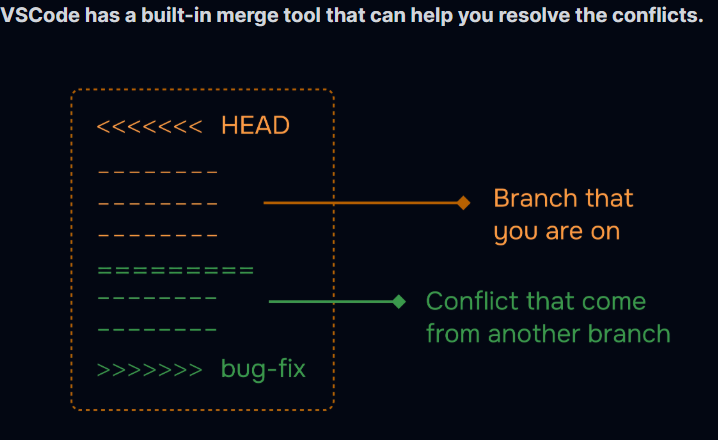 VSCode has a built-in merge tool that can help you resolve the conflicts.
<<<<<<< HEAD
--------
--------
--------
Branch that
you are on
=========
--------
--------
Conflict that come
from another branch
>>>>>>> bug-fix